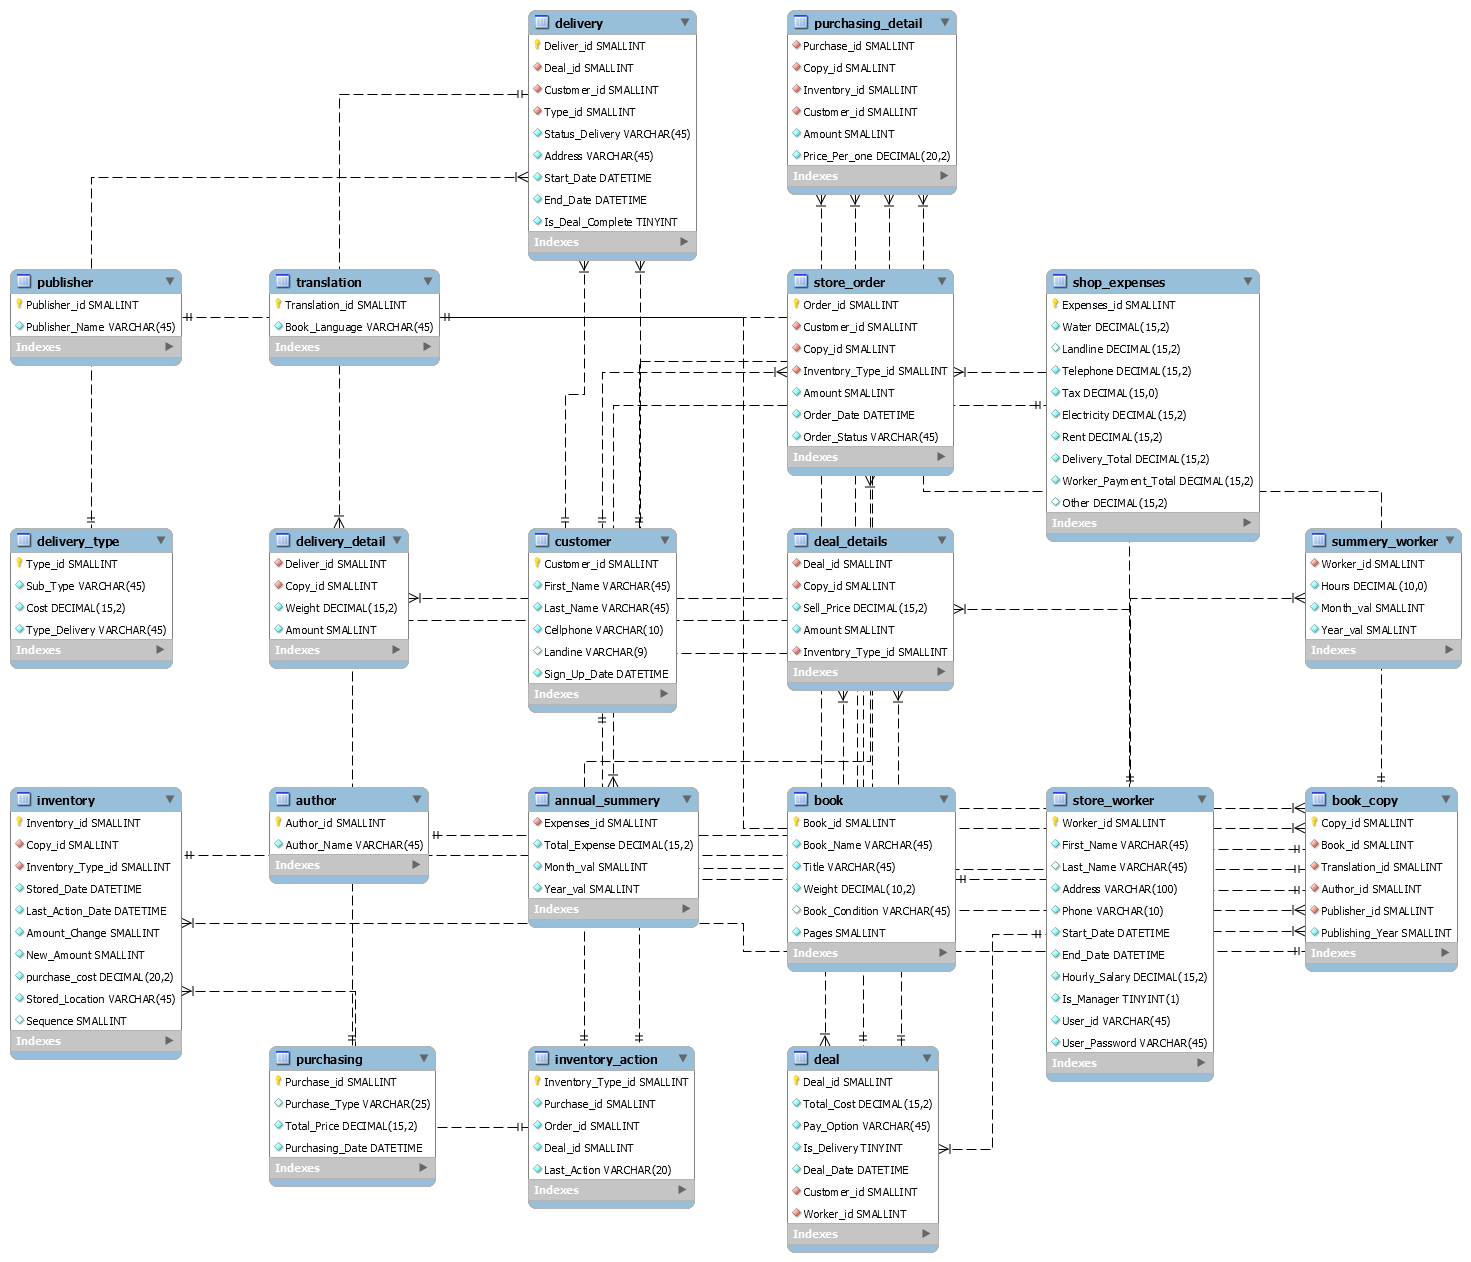 delivery
Deliver_id SMALLINT
Deal_id SMALLINT
Customer_id SMALLINT
Type_id SMALLINT
Status_Delivery VARCHAR(45)
Address VARCHAR(45)
Start_Date DATETIME
End_Date DATETIME
Is_Deal_Complete TINYINT
Indexes
purchasing_detail
Purchase_id SMALLINT
Copy_id SMALLINT
Inventory_id SMALLINT
Customer_id SMALLINT
Amount SMALLINT
Price_Per_one DECIMAL(20,2)
Indexes
publisher
Publisher_id SMALLINT
Publisher_Name VARCHAR(45)
Indexes
translation
Translation_id SMALLINT
Book_Language VARCHAR(45)
Indexes
store_order
Order_id SMALLINT
Customer_id SMALLINT
Copy_id SMALLINT
Inventory_Type_id SMALLINT
Amount SMALLINT
Order_Date DATETIME
Order_Status VARCHAR(45)
Indexes
shop_expenses
Expenses_id SMALLINT
Water DECIMAL(15,2)
Landline DECIMAL(15,2)
Telephone DECIMAL(15,2)
Tax DECIMAL(15,0)
Electricity DECIMAL(15,2)
Rent DECIMAL(15,2)
Delivery_Total DECIMAL(15,2)
Worker_Payment_Total DECIMAL(15,2)
Other DECIMAL(15,2)
Indexes
delivery_type
Type_id SMALLINT
Sub_Type VARCHAR(45)
Cost DECIMAL(15,2)
Type_Delivery VARCHAR(45)
Indexes
delivery_detail
Deliver_id SMALLINT
Copy_id SMALLINT
Weight DECIMAL(15,2)
Amount SMALLINT
Indexes
customer
Customer_id SMALLINT
First_Name VARCHAR(45)
Last_Name VARCHAR(45)
Cellphone VARCHAR(10)
Landine VARCHAR(9)
Sign_Up_Date DATETIME
Indexes
deal_details
Deal_id SMALLINT
Copy_id SMALLINT
Sell_Price DECIMAL(15,2)
Amount SMALLINT
Inventory_Type_id SMALLINT
Indexes
summery_worker
Worker_id SMALLINT
Hours DECIMAL(10,0)
Month_val SMALLINT
Year_val SMALLINT
Indexes
inventory
Inventory_id SMALLINT
Copy_id SMALLINT
Inventory_Type_id SMALLINT
Stored_Date DATETIME
Last_Action_Date DATETIME
Amount_Change SMALLINT
New_Amount SMALLINT
purchase_cost DECIMAL(20,2)
Stored_Location VARCHAR(45)
Sequence SMALLINT
Indexes
author
Author_id SMALLINT
Author_Name VARCHAR(45)
Indexes
annual_summery
Expenses_id SMALLINT
Total_Expense DECIMAL(15,2)
Month_val SMALLINT
Year_val SMALLINT
Indexes
book
Book_id SMALLINT
Book_Name VARCHAR(45)
Title VARCHAR(45)
Weight DECIMAL(10,2)
Book_Condition VARCHAR(45)
Pages SMALLINT
Indexes
store_worker
Worker_id SMALLINT
First_Name VARCHAR(45)
Last_Name VARCHAR(45)
Address VARCHAR(100)
Phone VARCHAR(10)
Start_Date DATETIME
End_Date DATETIME
Hourly_Salary DECIMAL(15,2)
Is_Manager TINYINT(1)
User_id VARCHAR(45)
User_Password VARCHAR(45)
Indexes
book_copy
Copy_id SMALLINT
Book_id SMALLINT
Translation_id SMALLINT
Author_id SMALLINT
Publisher_id SMALLINT
Publishing_Year SMALLINT
Indexes
purchasing
Purchase_id SMALLINT
Purchase_Type VARCHAR(25)
Total_Price DECIMAL(15,2)
Purchasing_Date DATETIME
Indexes
inventory_action
Inventory_Type_id SMALLINT
Purchase_id SMALLINT
Order_id SMALLINT
Deal_id SMALLINT
Last_Action VARCHAR(20)
Indexes
deal
Deal_id SMALLINT
Total_Cost DECIMAL(15,2)
Pay_Option VARCHAR(45)
Is_Delivery TINYINT
Deal_Date DATETIME
Customer_id SMALLINT
Worker_id SMALLINT
Indexes